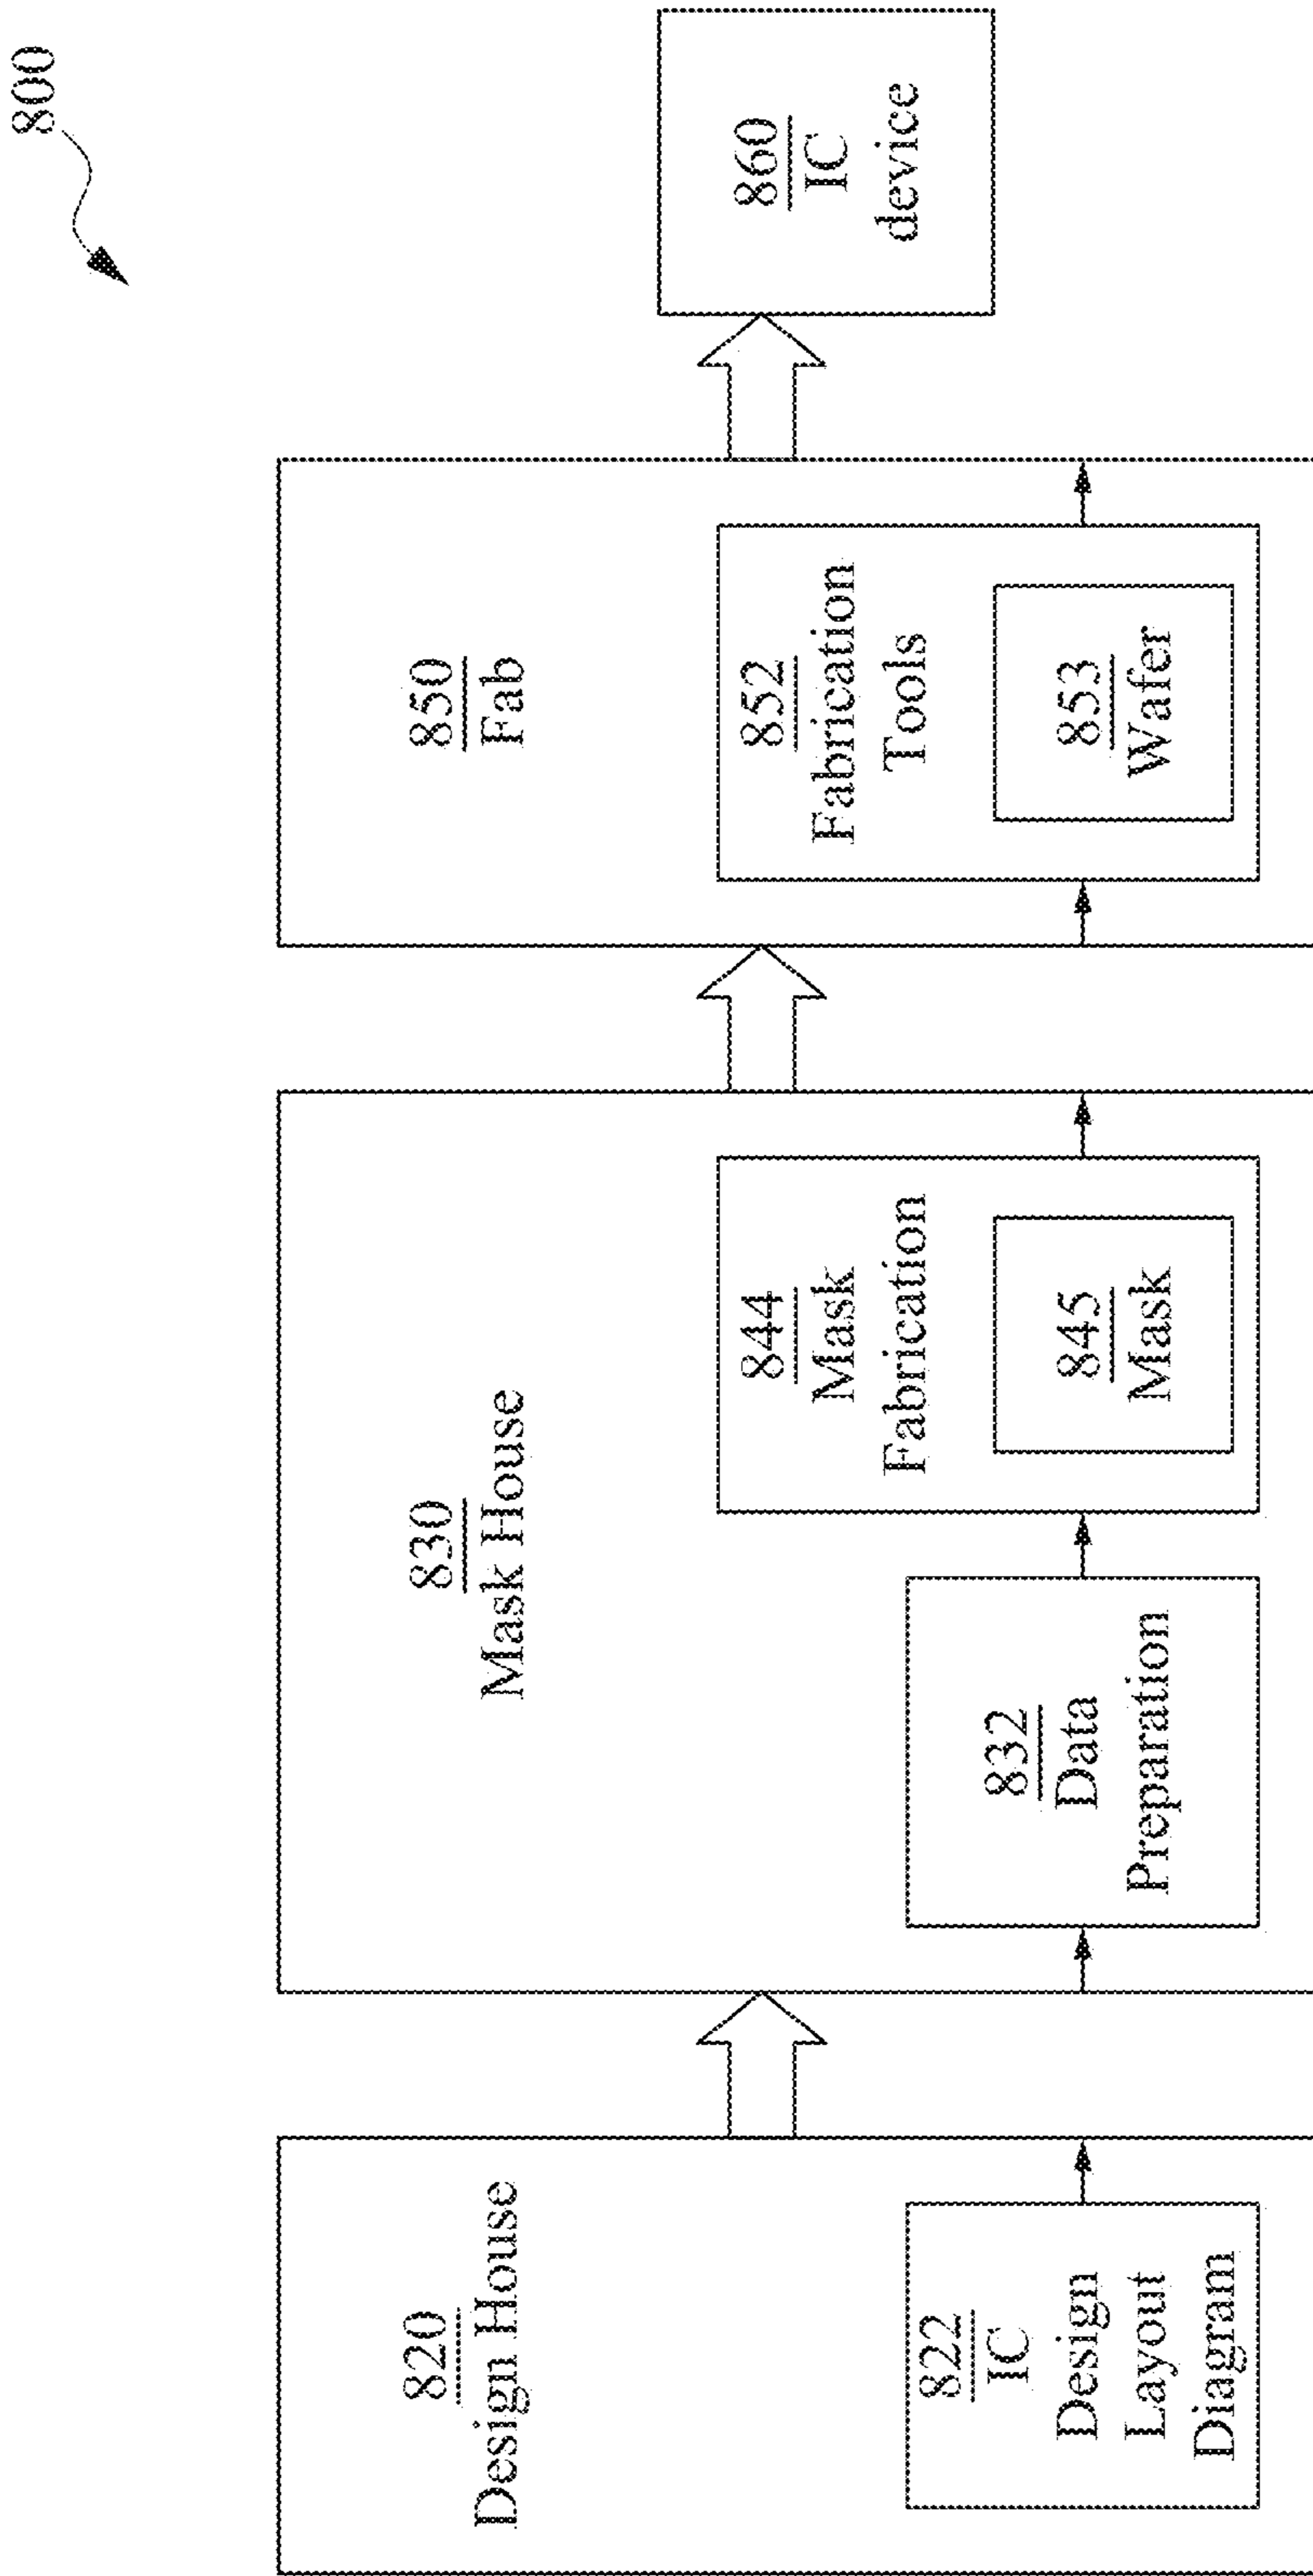 800
820
Design House
822
IC
Design
Layout
Diagram
830
Mask House
832
Data
Preparation
844
Mask
Fabrication
845
Mask
850
Fab
852
Fabrication
Tools
853
Wafer
860
IC
device